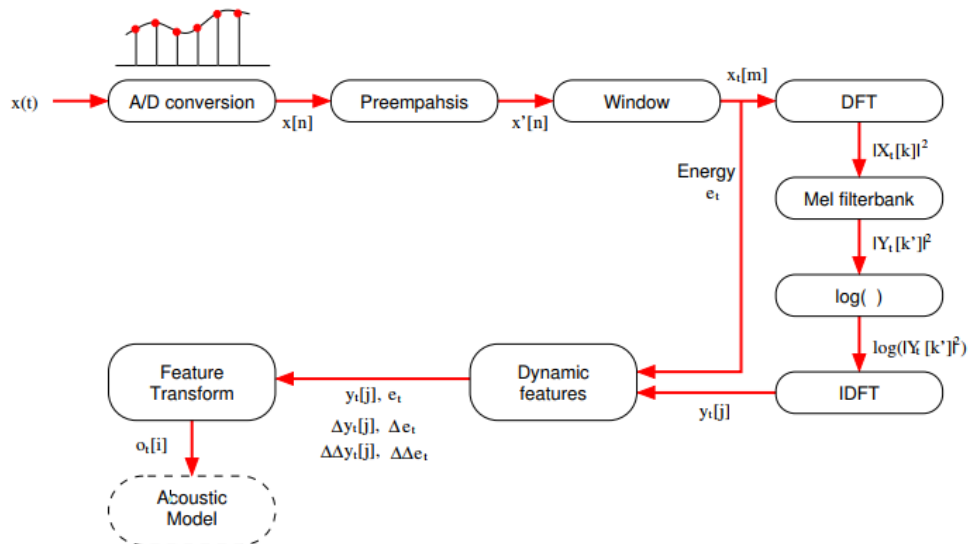 x(t)
A/D conversion
x[n]
Preempahsis
x'[n]
Window
xₜ[m]
DFT
|Xₜ[k]|²
Energy
eₜ
Mel filterbank
|Yₜ[k']|²
log( )
log(|Yₜ[k']|²)
IDFT
yₜ[j]
Dynamic
features
yₜ[j], eₜ
Δyₜ[j], Δeₜ
ΔΔyₜ[j], ΔΔeₜ
Feature
Transform
oₜ[i]
Acoustic
Model